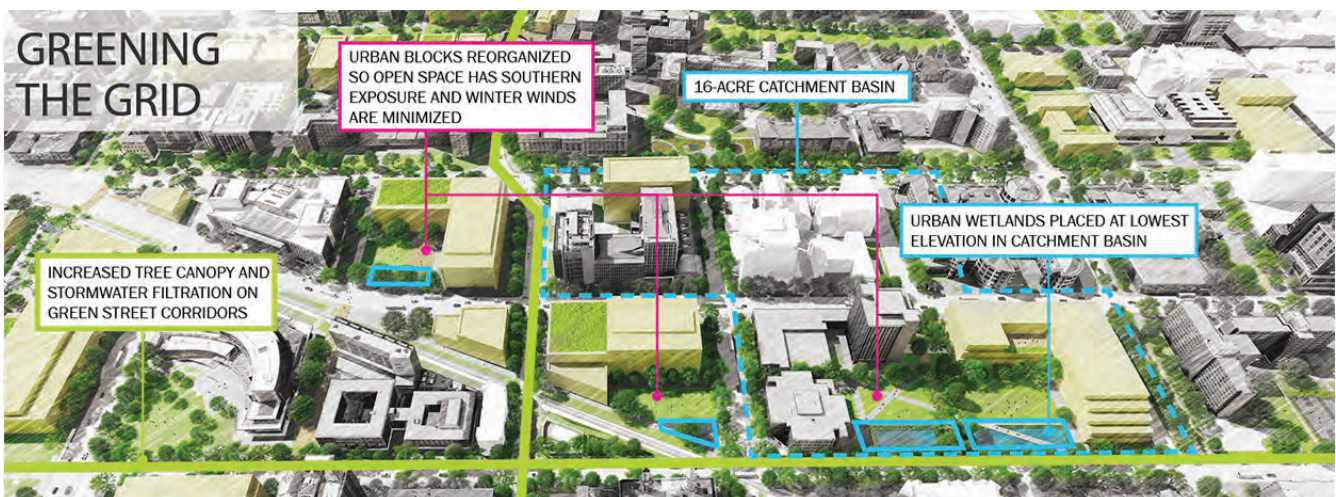 GREENING
THE GRID
URBAN BLOCKS REORGANIZED
SO OPEN SPACE HAS SOUTHERN
EXPOSURE AND WINTER WINDS
ARE MINIMIZED
16-ACRE CATCHMENT BASIN
URBAN WETLANDS PLACED AT LOWEST
ELEVATION IN CATCHMENT BASIN
INCREASED TREE CANOPY AND
STORMWATER FILTRATION ON
GREEN STREET CORRIDORS